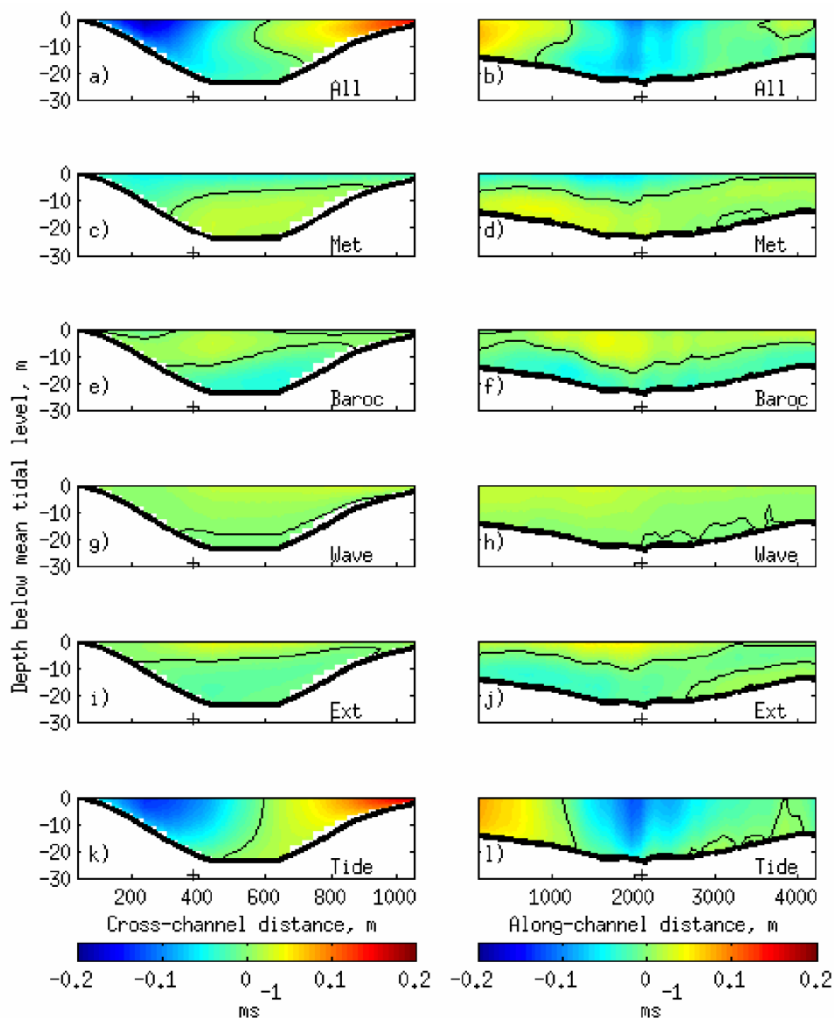 0
-10
-20
-30
a)
All
b)
All
0
-10
-20
-30
c)
Met
d)
Met
0
-10
-20
-30
e)
Baroc
f)
Baroc
0
-10
-20
-30
g)
Wave
h)
Wave
0
-10
-20
-30
i)
Ext
j)
Ext
0
-10
-20
-30
k)
Tide
l)
Tide
Depth below mean tidal level, m
200 400 600 800 1000
1000 2000 3000 4000
Cross-channel distance, m
Along-channel distance, m
-0.2 -0.1 0 0.1 0.2
-0.2 -0.1 0 0.1 0.2
ms-1
ms-1